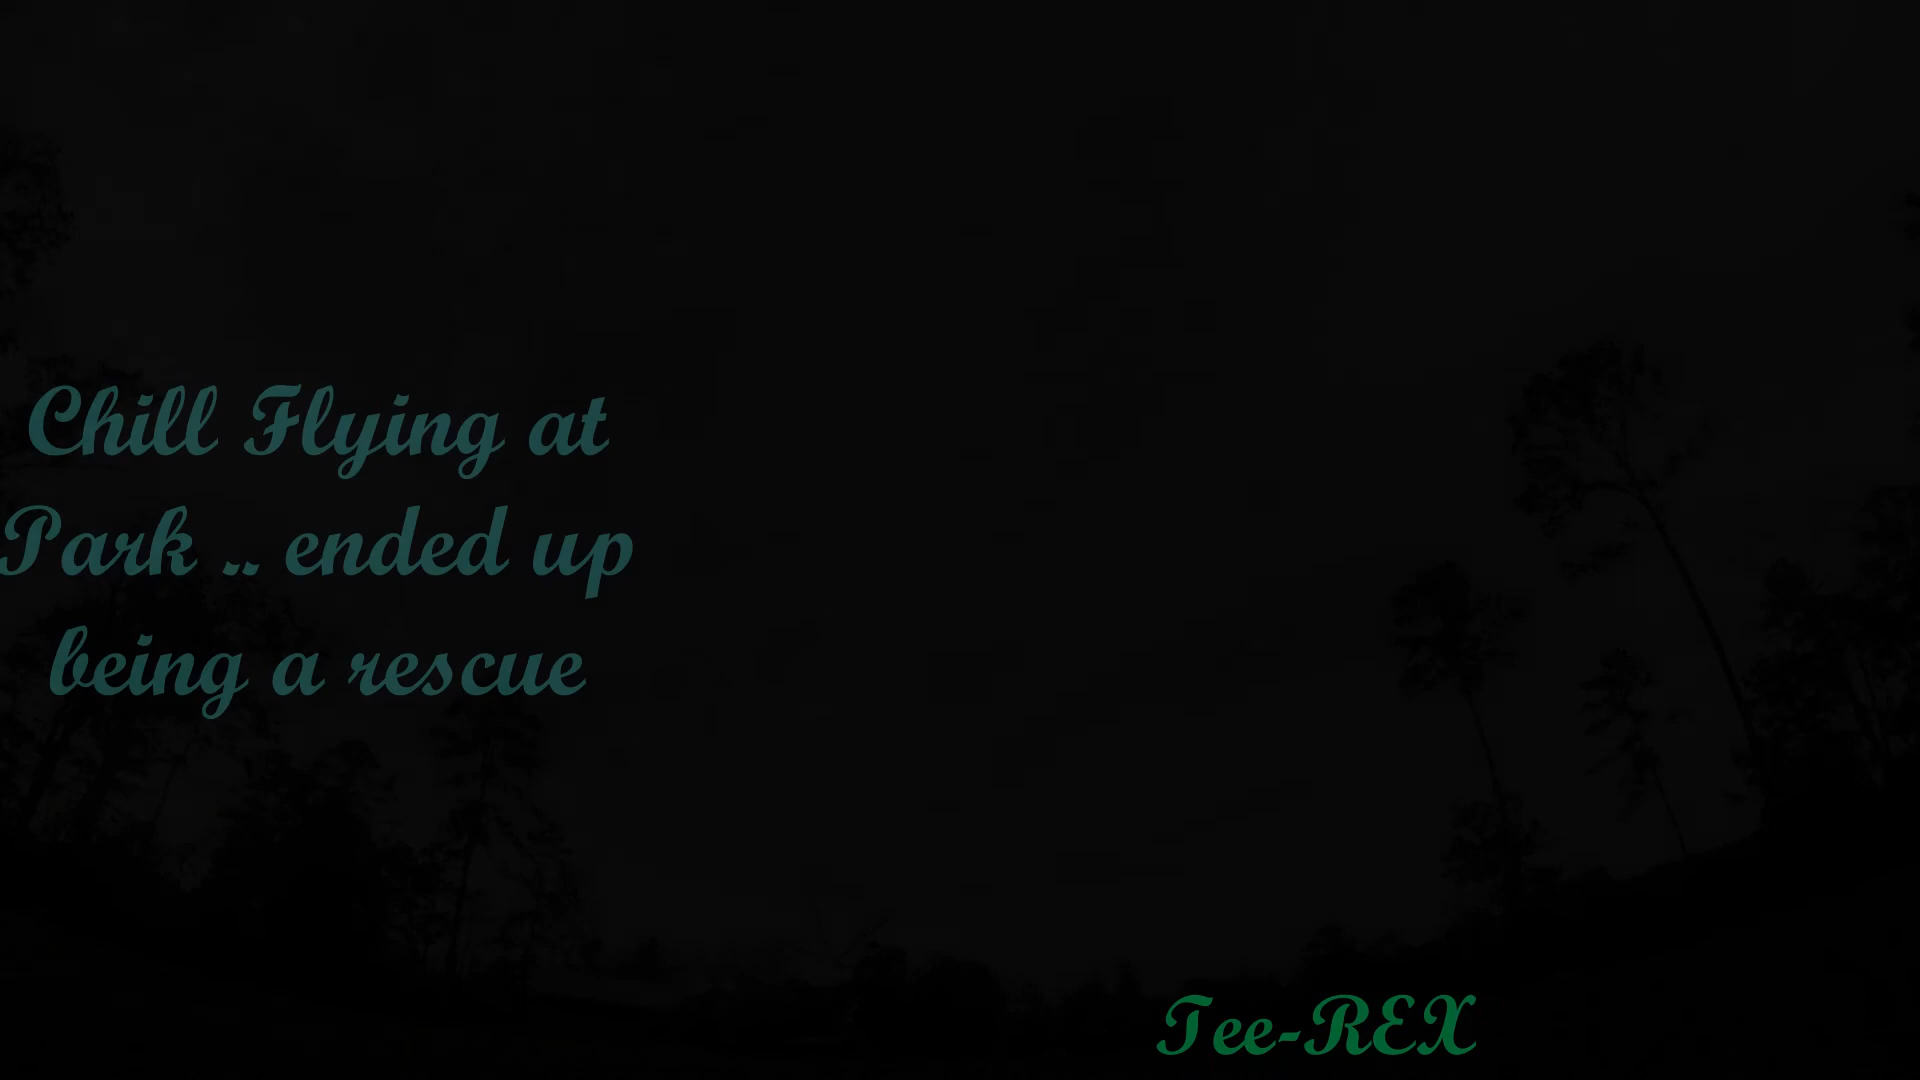 Chill Flying at
Park .. ended up
being a rescue
Tee-REX